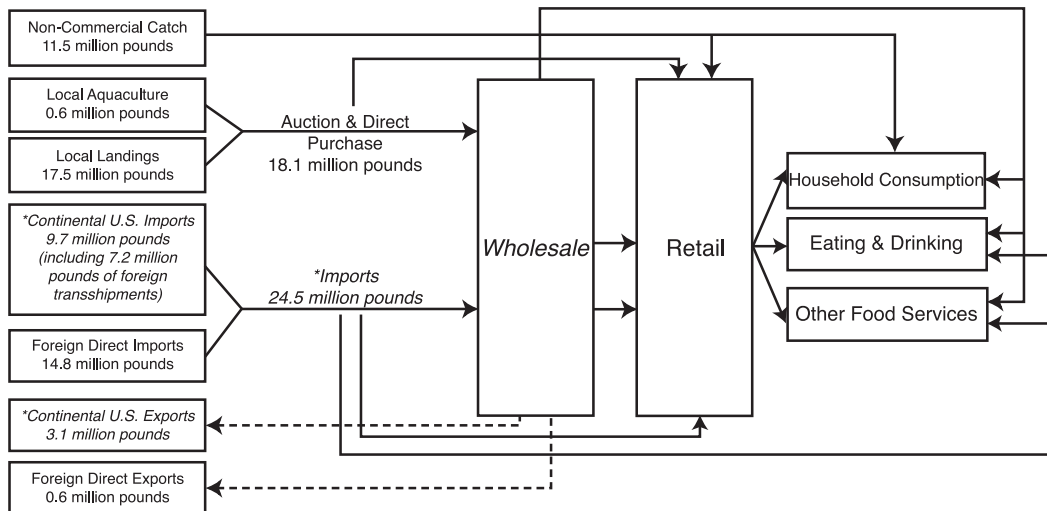 Non-Commercial Catch
11.5 million pounds
Local Aquaculture
0.6 million pounds
Local Landings
17.5 million pounds
*Continental U.S. Imports
9.7 million pounds
(including 7.2 million
pounds of foreign
transshipments)
Foreign Direct Imports
14.8 million pounds
*Continental U.S. Exports
3.1 million pounds
Foreign Direct Exports
0.6 million pounds
Auction & Direct
Purchase
18.1 million pounds
*Imports
24.5 million pounds
Wholesale
Retail
Household Consumption
Eating & Drinking
Other Food Services